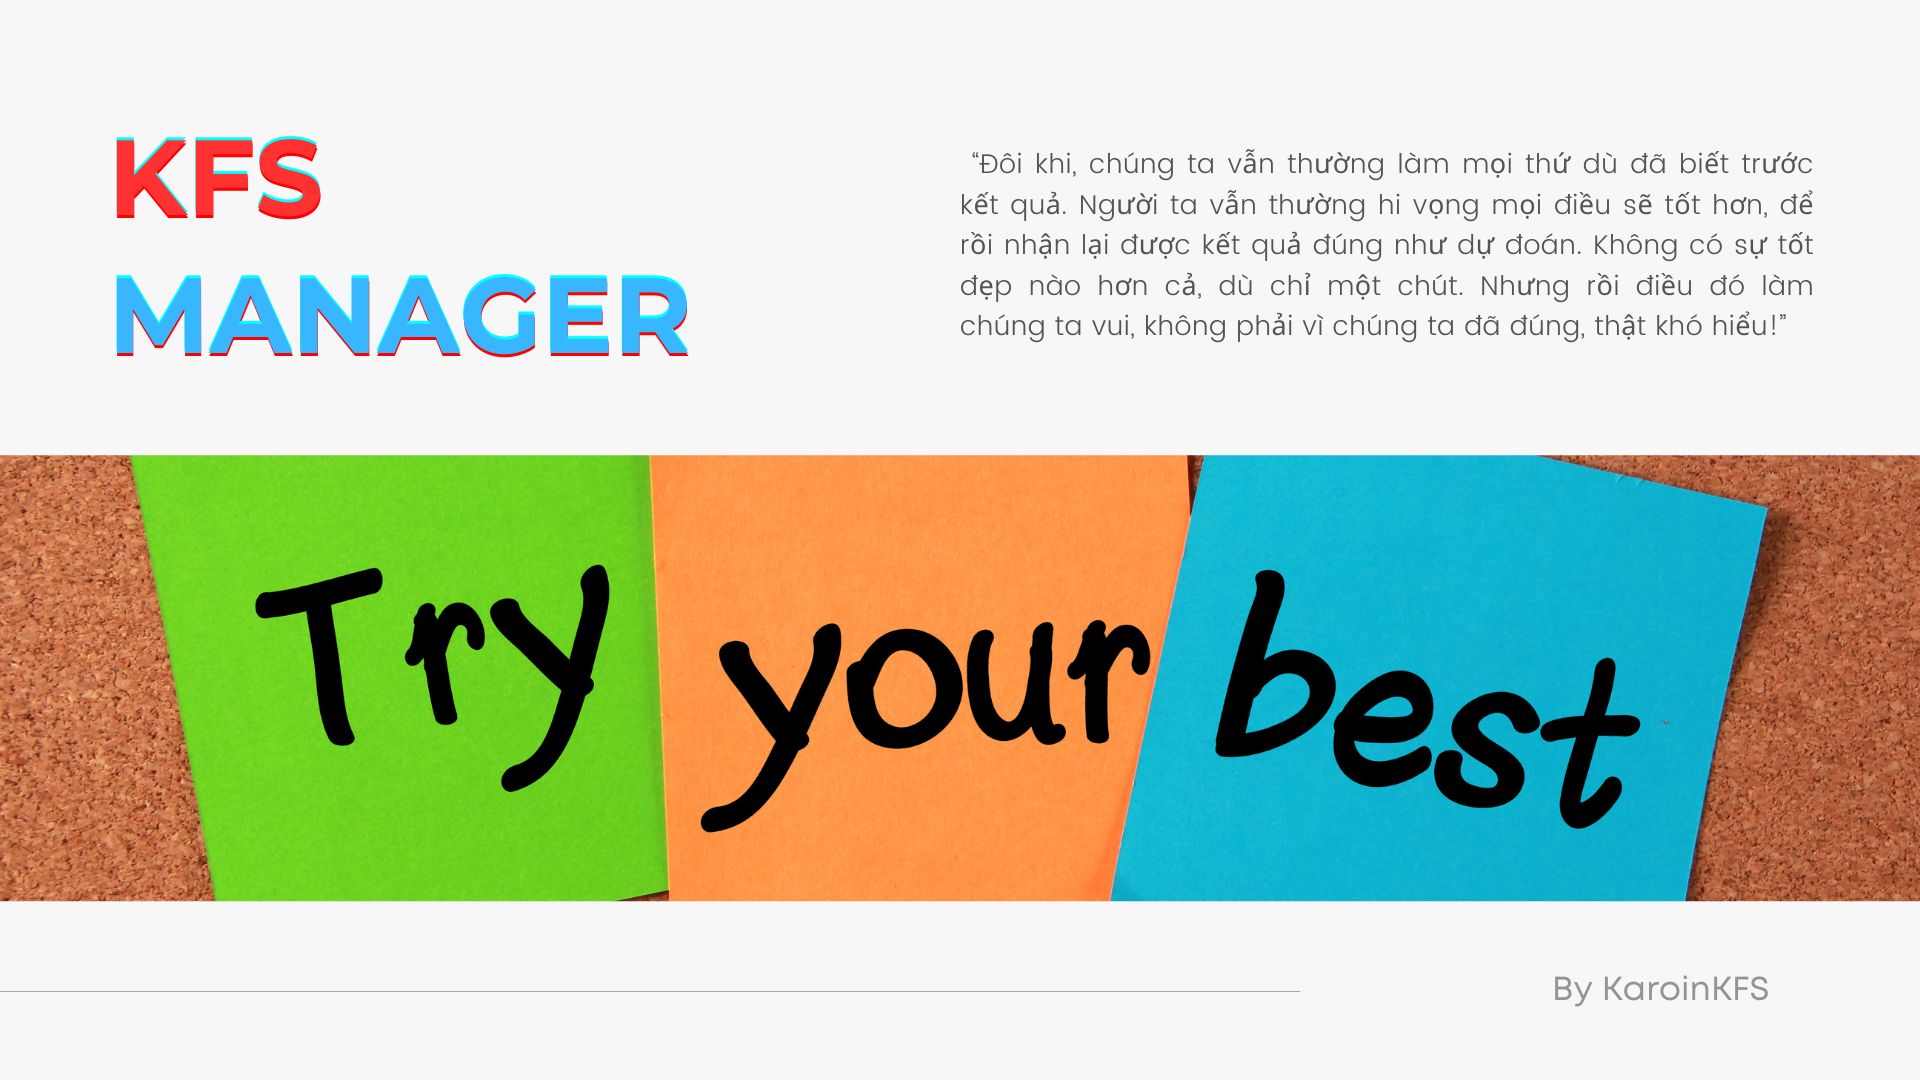 KFS
MANAGER
“Đôi khi, chúng ta vẫn thường làm mọi thứ dù đã biết trước
kết quả. Người ta vẫn thường hi vọng mọi điều sẽ tốt hơn, để
rồi nhận lại được kết quả đúng như dự đoán. Không có sự tốt
đẹp nào hơn cả, dù chỉ một chút. Nhưng rồi điều đó làm
chúng ta vui, không phải vì chúng ta đã đúng, thật khó hiểu!”
Try your best
By KaroinKFS